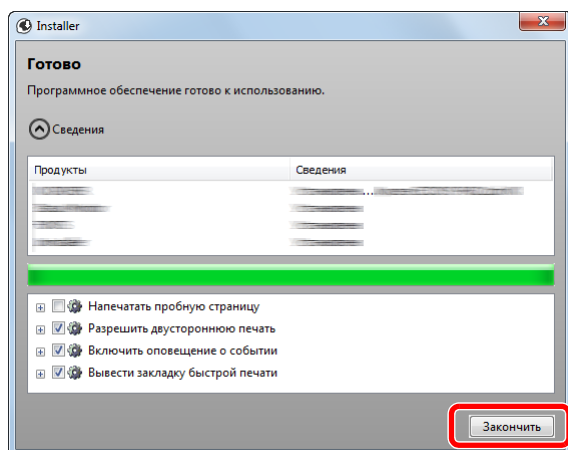 Installer
Готово
Программное обеспечение готово к использованию.
Сведения
Продукты Сведения
...
Напечатать пробную страницу
Разрешить двустороннюю печать
Включить оповещение о событии
Вывести закладку быстрой печати
Закончить